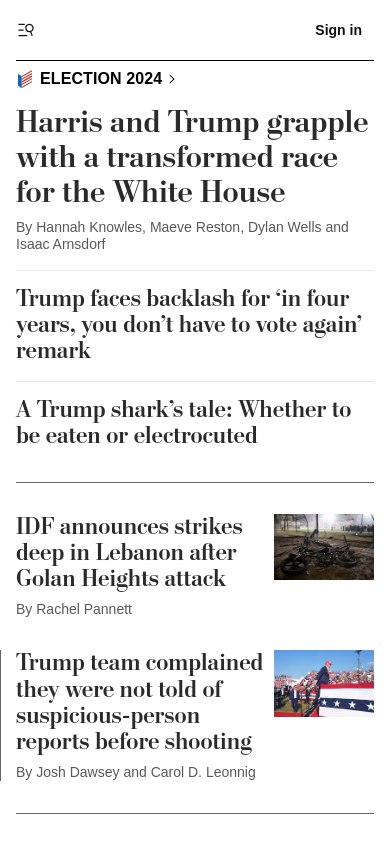 Sign in
ELECTION 2024
Harris and Trump grapple
with a transformed race
for the White House
By Hannah Knowles, Maeve Reston, Dylan Wells and
Isaac Arnsdorf
Trump faces backlash for ‘in four
years, you don’t have to vote again’
remark
A Trump shark’s tale: Whether to
be eaten or electrocuted
IDF announces strikes
deep in Lebanon after
Golan Heights attack
By Rachel Pannett
Trump team complained
they were not told of
suspicious-person
reports before shooting
By Josh Dawsey and Carol D. Leonnig